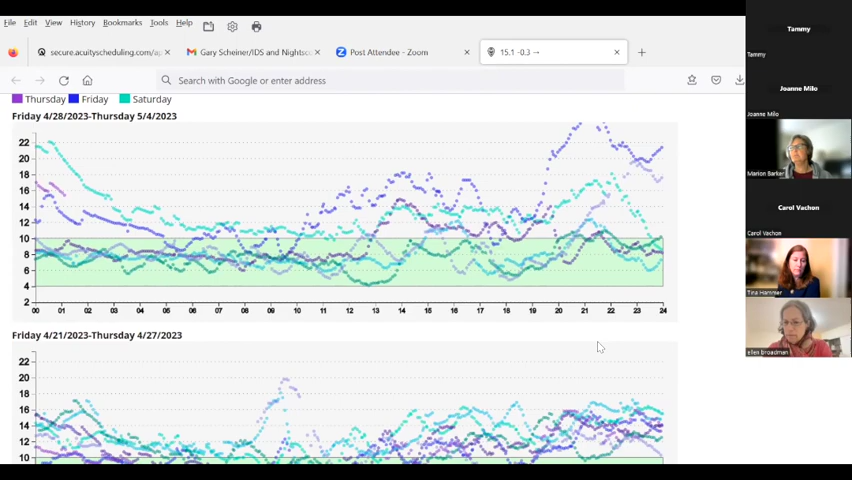 File Edit View History Bookmarks Tools Help
secure.acuityscheduling.com/ap
Gary Scheiner/IDS and Nightsc
Post Attendee - Zoom
15.1 -0.3 →
Search with Google or enter address
Thursday Friday Saturday
Friday 4/28/2023-Thursday 5/4/2023
22
20
18
16
14
12
10
8
6
4
2
00 01 02 03 04 05 06 07 08 09 10 11 12 13 14 15 16 17 18 19 20 21 22 23 24
Friday 4/21/2023-Thursday 4/27/2023
22
20
18
16
14
12
10
Tammy
Tammy
Joanne Milo
Joanne Milo
Marion Barker
Carol Vachon
Carol Vachon
Tina Hammer
ellen broadman